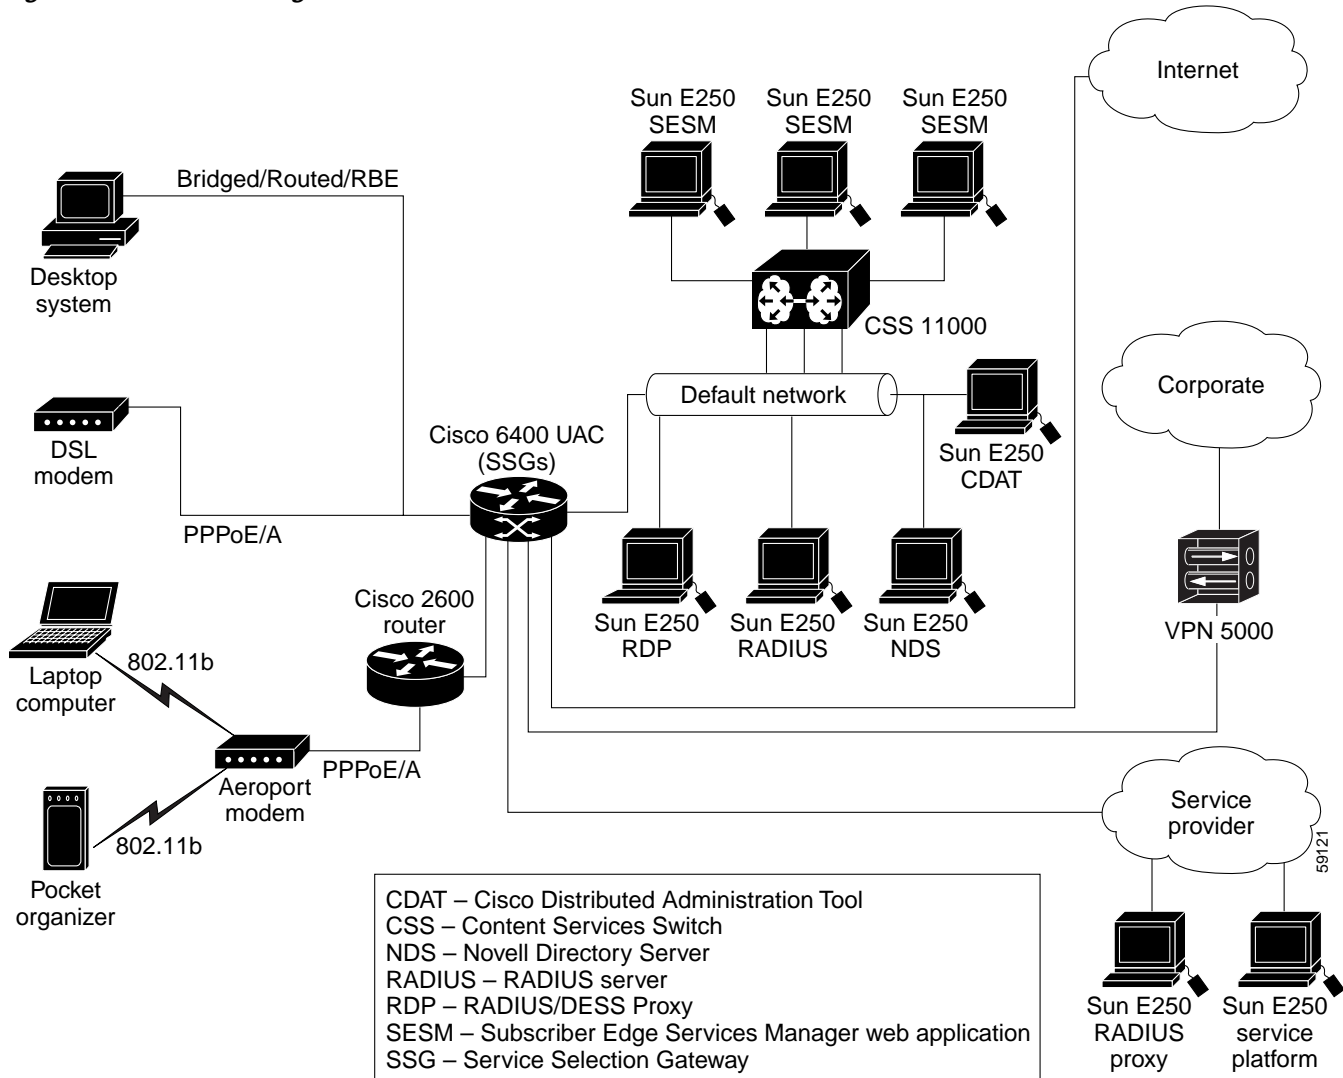 Internet
Sun E250
SESM
Sun E250
SESM
Sun E250
SESM
Bridged/Routed/RBE
Desktop
system
CSS 11000
Default network
Corporate
DSL
modem
Cisco 6400 UAC
(SSGs)
Sun E250
CDAT
PPPoE/A
Cisco 2600
router
Sun E250
RDP
Sun E250
RADIUS
Sun E250
NDS
VPN 5000
802.11b
Laptop
computer
PPPoE/A
Aeroport
modem
802.11b
Pocket
organizer
Service
provider
59121
CDAT – Cisco Distributed Administration Tool
CSS – Content Services Switch
NDS – Novell Directory Server
RADIUS – RADIUS server
RDP – RADIUS/DESS Proxy
SESM – Subscriber Edge Services Manager web application
SSG – Service Selection Gateway
Sun E250
RADIUS
proxy
Sun E250
service
platform